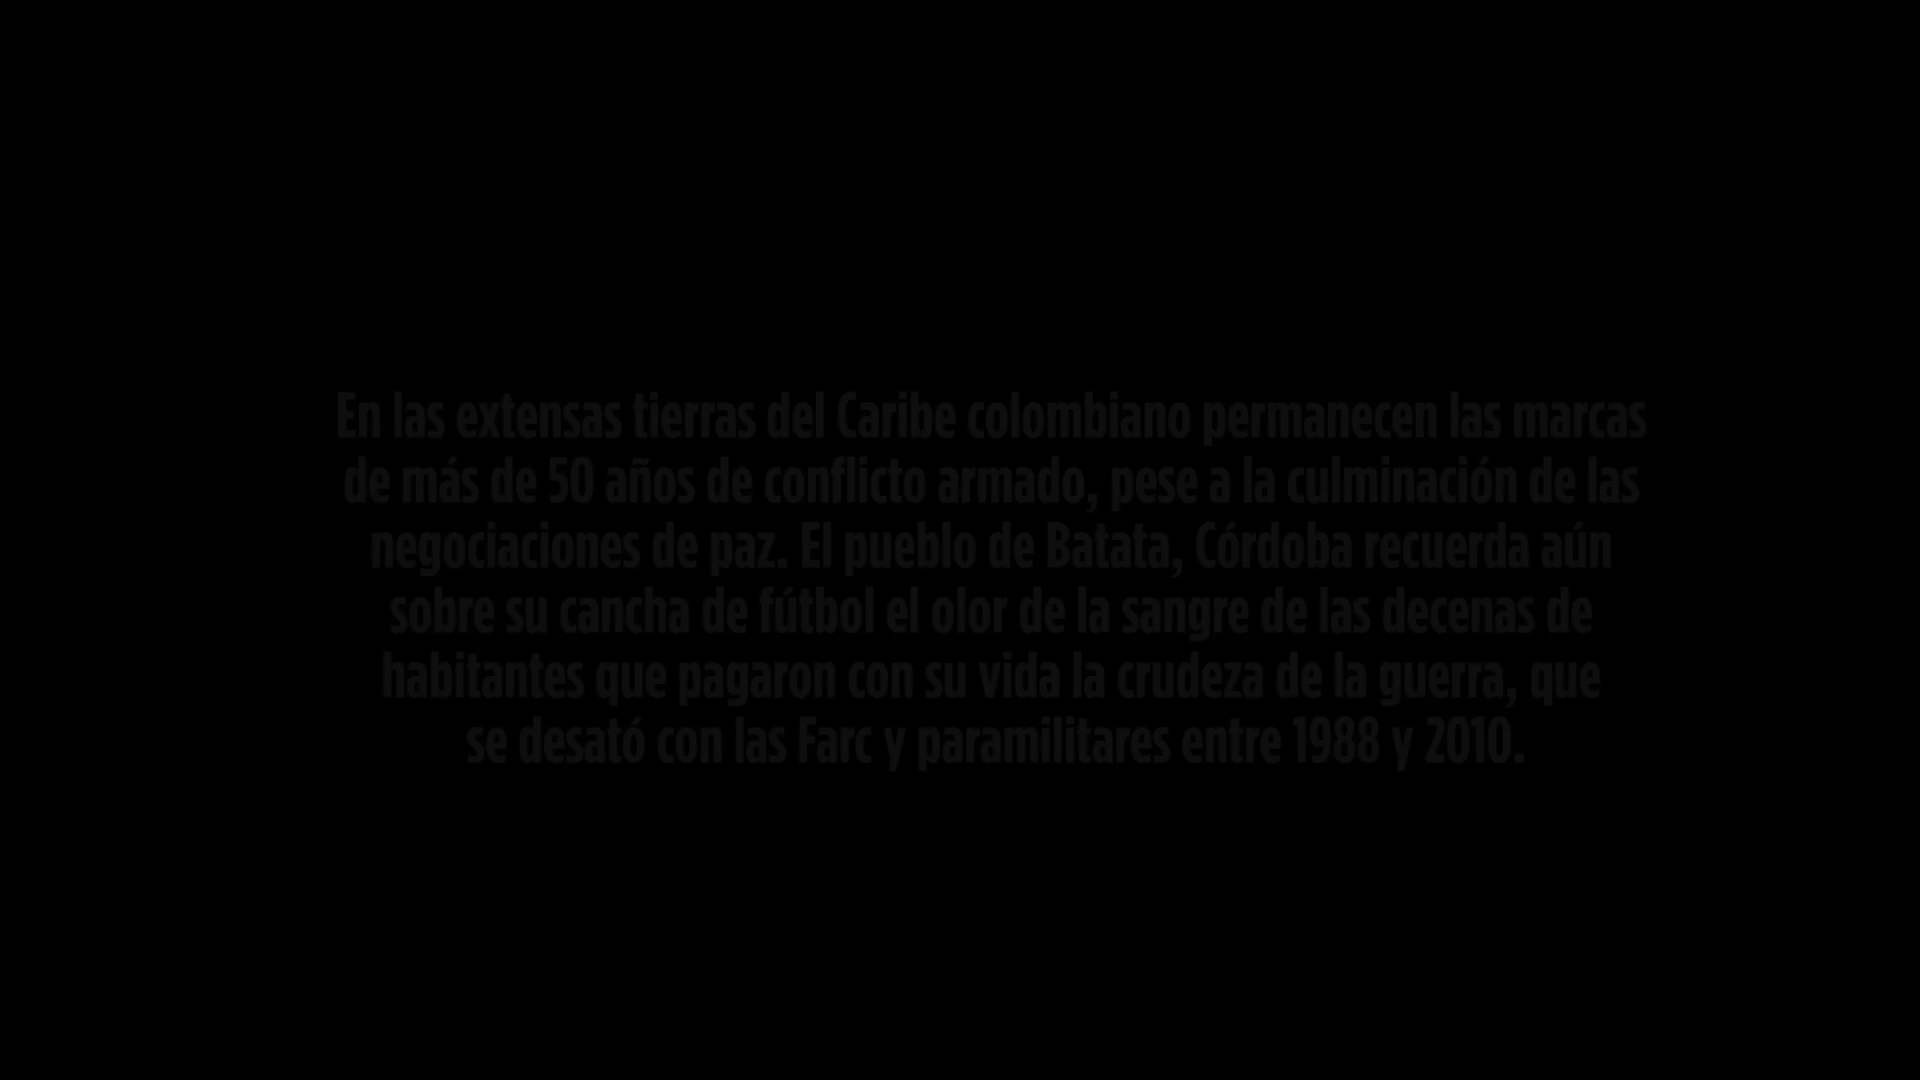 En las extensas tierras del Caribe colombiano permanecen las marcas
de más de 50 años de conflicto armado, pese a la culminación de las
negociaciones de paz. El pueblo de Batata, Córdoba recuerda aún
sobre su cancha de fútbol el olor de la sangre de las decenas de
habitantes que pagaron con su vida la crudeza de la guerra, que
se desató con las Farc y paramilitares entre 1988 y 2010.